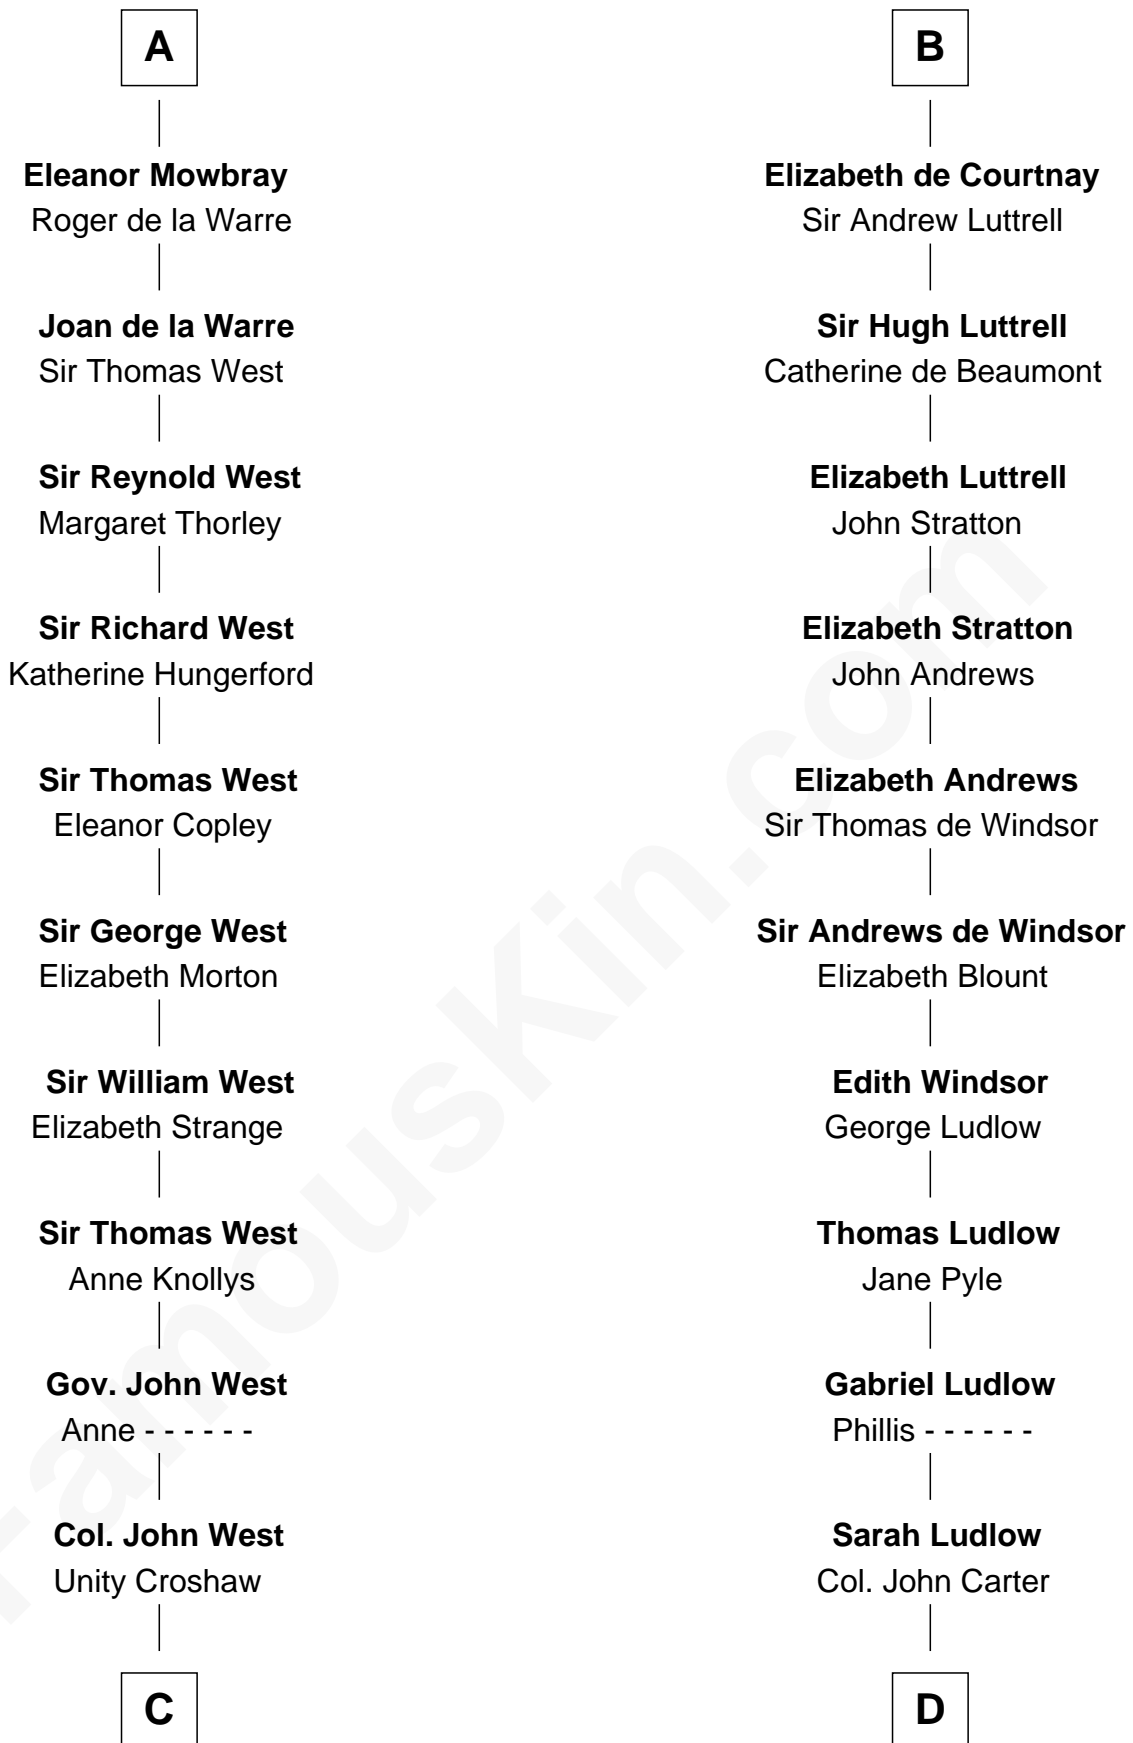 A
Eleanor Mowbray
Roger de la Warre
Joan de la Warre
Sir Thomas West
Sir Reynold West
Margaret Thorley
Sir Richard West
Katherine Hungerford
Sir Thomas West
Eleanor Copley
Sir George West
Elizabeth Morton
Sir William West
Elizabeth Strange
Sir Thomas West
Anne Knollys
Gov. John West
Anne - - - - - -
Col. John West
Unity Croshaw
C
B
Elizabeth de Courtnay
Sir Andrew Luttrell
Sir Hugh Luttrell
Catherine de Beaumont
Elizabeth Luttrell
John Stratton
Elizabeth Stratton
John Andrews
Elizabeth Andrews
Sir Thomas de Windsor
Sir Andrews de Windsor
Elizabeth Blount
Edith Windsor
George Ludlow
Thomas Ludlow
Jane Pyle
Gabriel Ludlow
Phillis - - - - - -
Sarah Ludlow
Col. John Carter
D
FamousKin.com